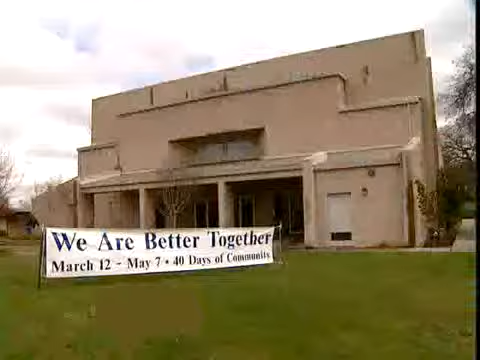 We Are Better Together
March 12 - May 7 • 40 Days of Community